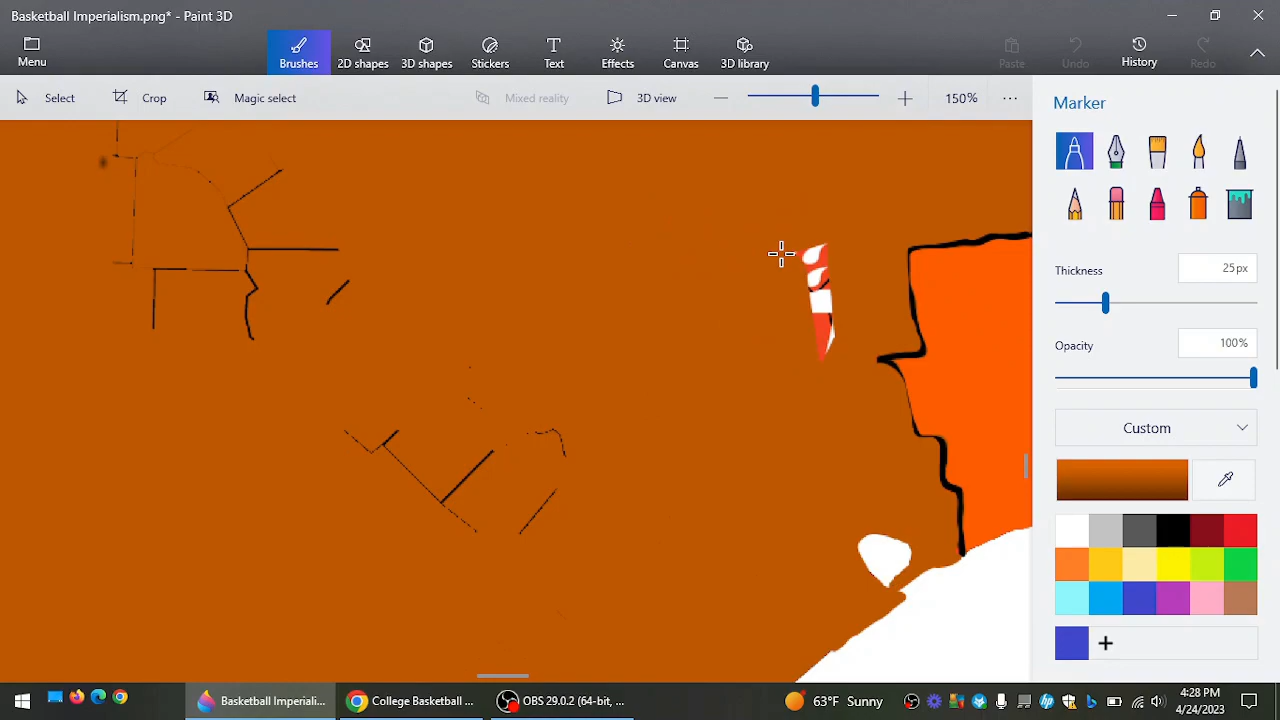 Basketball Imperialism.png* - Paint 3D
Menu
Brushes
2D shapes
3D shapes
Stickers
Text
Effects
Canvas
3D library
Paste
Undo
History
Redo
Select
Crop
Magic select
Mixed reality
3D view
150%
Marker
Thickness
25px
Opacity
100%
Custom
Basketball Imperiali...
College Basketball ...
OBS 29.0.2 (64-bit, ...
63°F Sunny
4:28 PM
4/24/2023